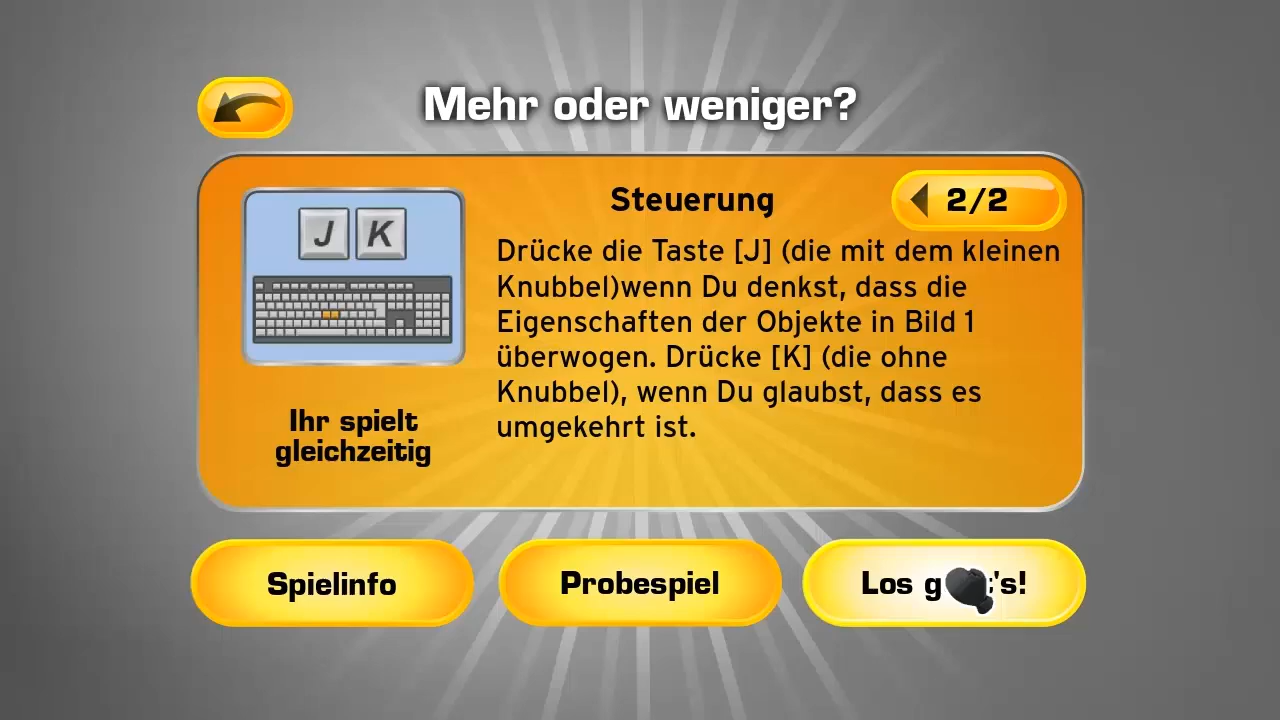 Mehr oder weniger?
Steuerung
2/2
J K
Drücke die Taste [J] (die mit dem kleinen
Knubbel)wenn Du denkst, dass die
Eigenschaften der Objekte in Bild 1
überwogen. Drücke [K] (die ohne
Knubbel), wenn Du glaubst, dass es
umgekehrt ist.
Ihr spielt
gleichzeitig
Spielinfo
Probespiel
Los